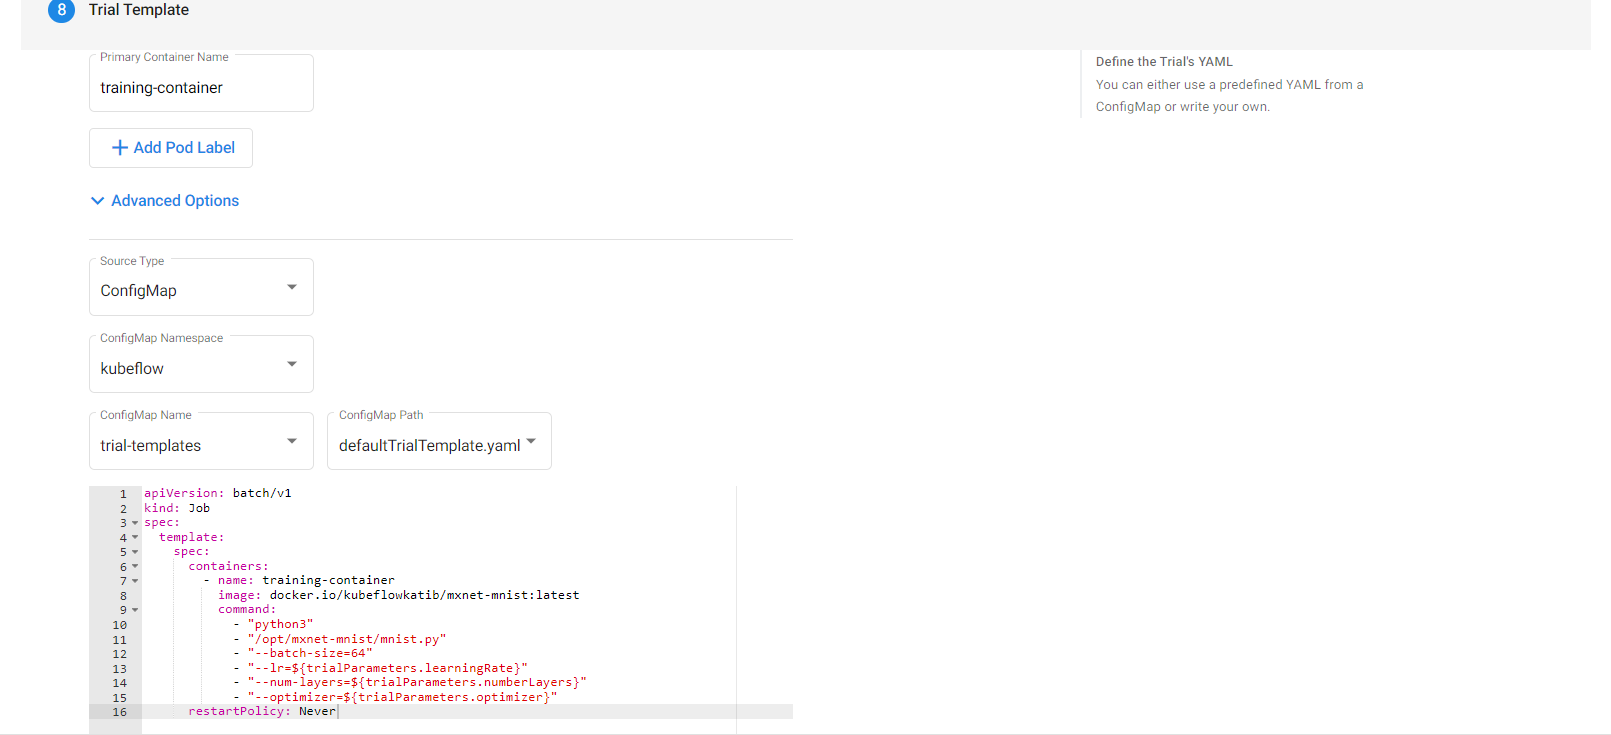 8 Trial Template
Primary Container Name
training-container
Define the Trial's YAML
You can either use a predefined YAML from a
ConfigMap or write your own.
Add Pod Label
Advanced Options
Source Type
ConfigMap
ConfigMap Namespace
kubeflow
ConfigMap Name
trial-templates
ConfigMap Path
defaultTrialTemplate.yaml
1 apiVersion: batch/v1
2 kind: Job
3 spec:
4   template:
5     spec:
6       containers:
7         - name: training-container
8           image: docker.io/kubeflowkatib/mxnet-mnist:latest
9           command:
10             - "python3"
11             - "/opt/mxnet-mnist/mnist.py"
12             - "--batch-size=64"
13             - "--lr=${trialParameters.learningRate}"
14             - "--num-layers=${trialParameters.numberLayers}"
15             - "--optimizer=${trialParameters.optimizer}"
16       restartPolicy: Never